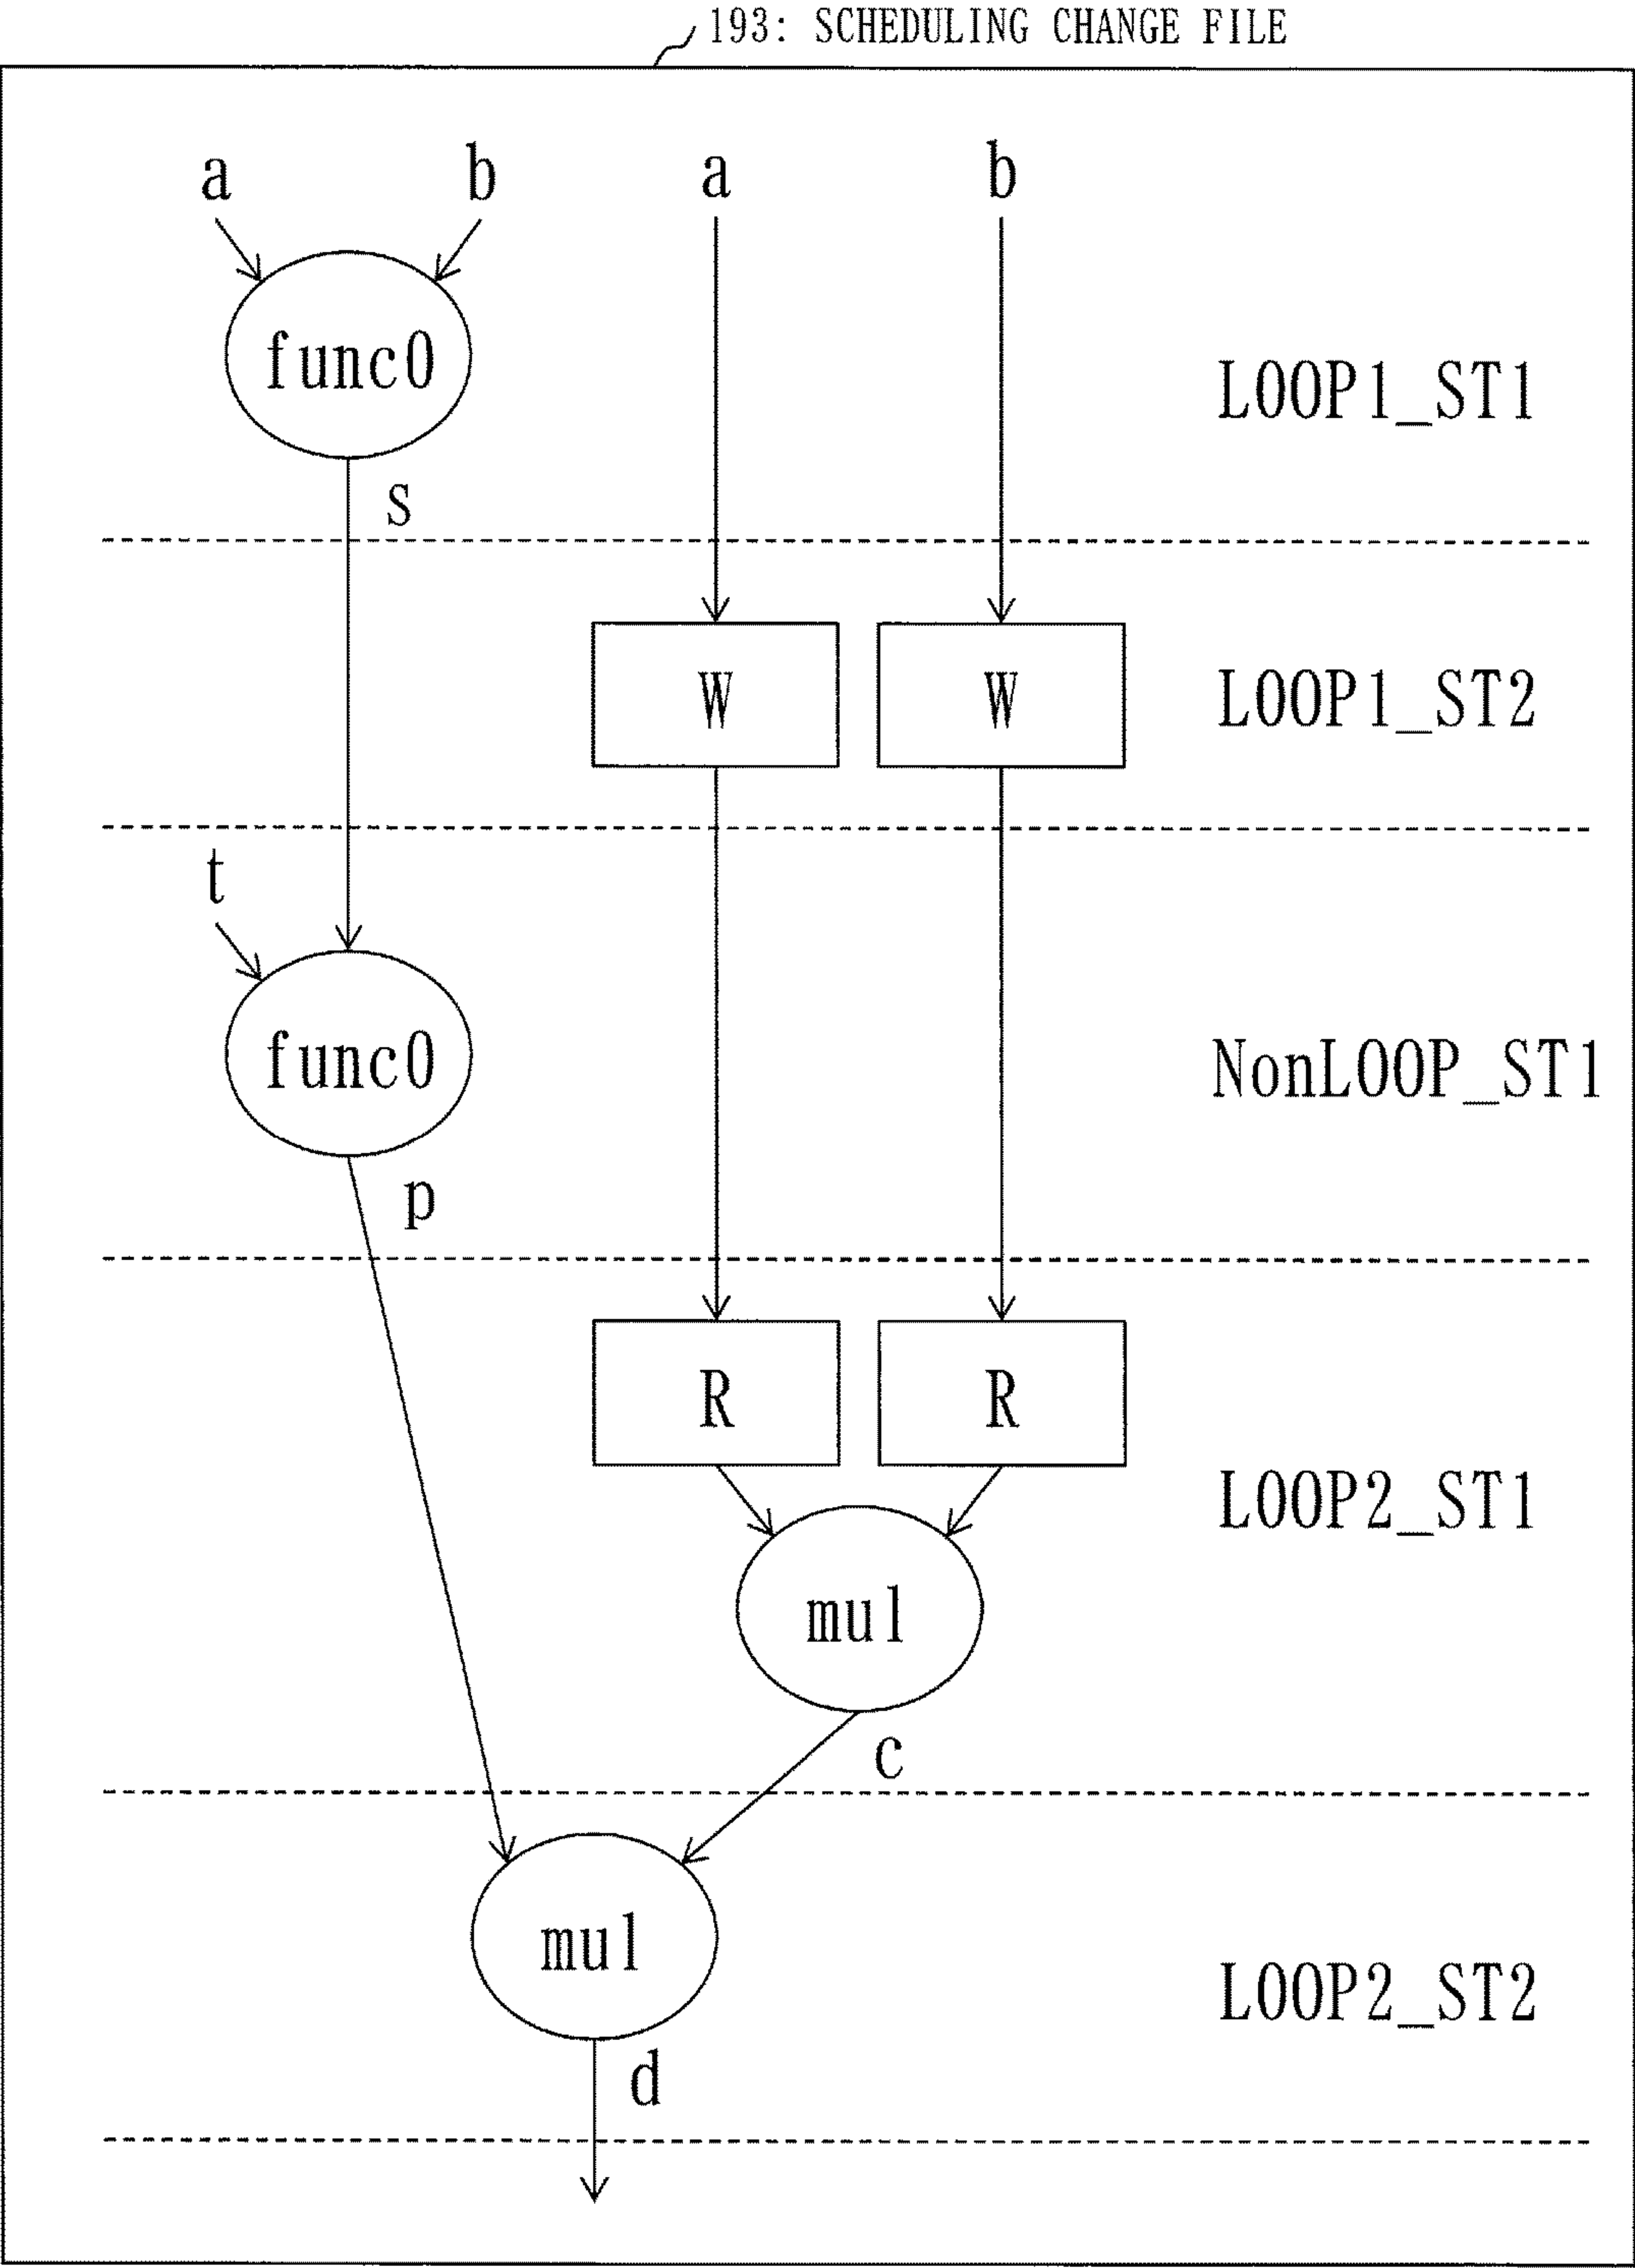 193: SCHEDULING CHANGE FILE
a b a b
func0
LOOP1_ST1
s
W W LOOP1_ST2
t
func0
NonLOOP_ST1
p
R R
LOOP2_ST1
mul
c
mul
LOOP2_ST2
d